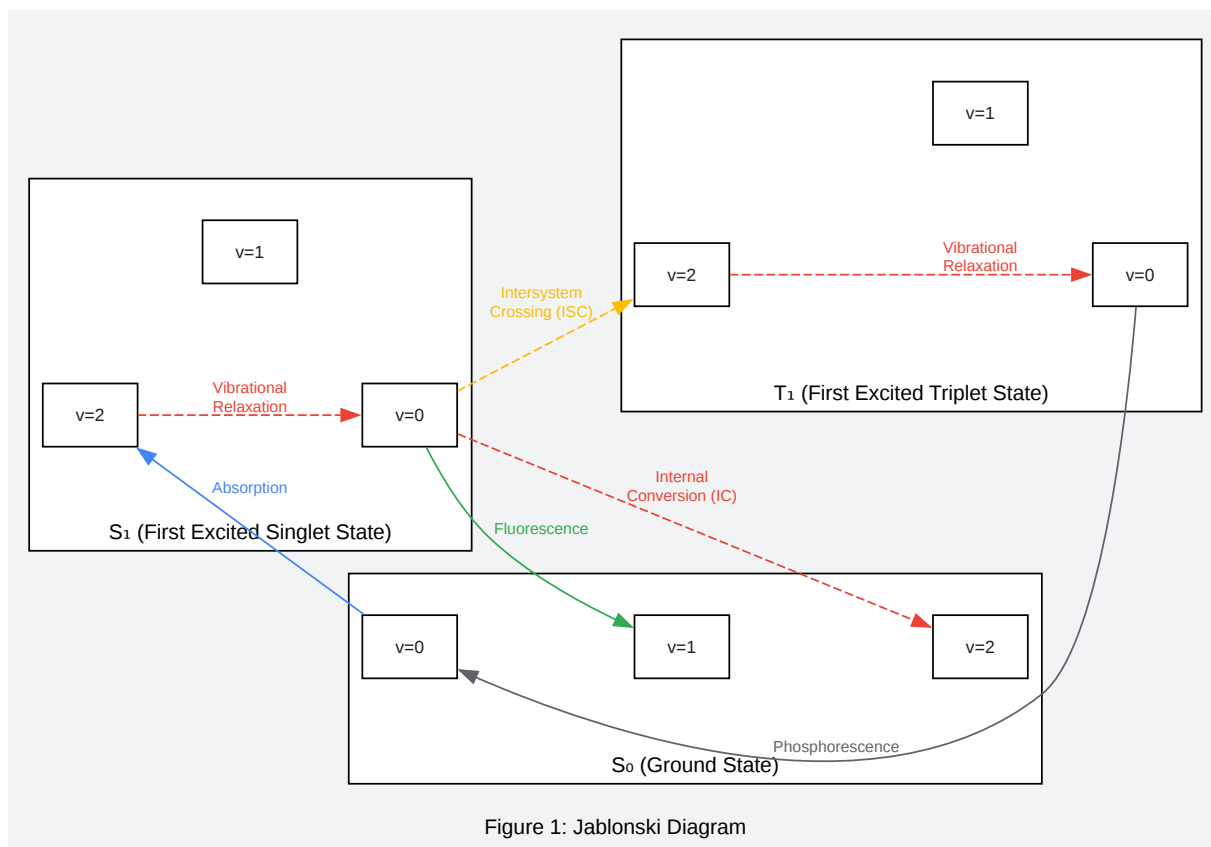 v=1
v=1
v=2
Vibrational
Relaxation
v=0
Intersystem
Crossing (ISC)
T₁ (First Excited Triplet State)
v=2
Vibrational
Relaxation
v=0
Absorption
Internal
Conversion (IC)
S₁ (First Excited Singlet State)
Fluorescence
v=0
v=1
v=2
Phosphorescence
S₀ (Ground State)
Figure 1: Jablonski Diagram